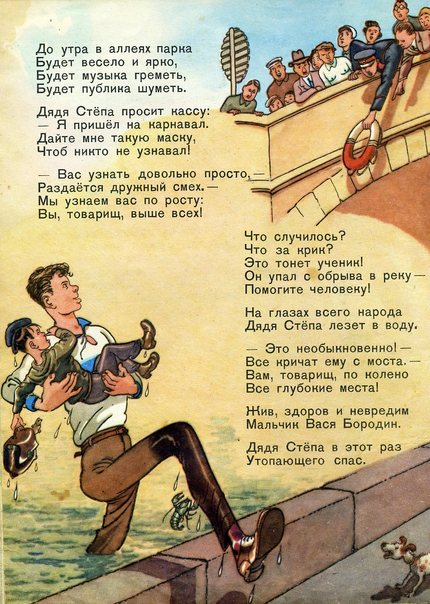 До утра в аллеях парка
Будет весело и ярко,
Будет музыка греметь,
Будет публика шуметь.
Дядя Стёпа просит кассу:
— Я пришёл на карнавал.
Дайте мне такую маску,
Чтоб никто не узнавал!
— Вас узнать довольно просто, —
Раздаётся дружный смех. —
Мы узнаем вас по росту:
Вы, товарищ, выше всех!
Что случилось?
Что за крик?
Это тонет ученик!
Он упал с обрыва в реку —
Помогите человеку!
На глазах всего народа
Дядя Стёпа лезет в воду.
— Это необыкновенно! —
Все кричат ему с моста. —
Вам, товарищ, по колено
Все глубокие места!
Жив, здоров и невредим
Мальчик Вася Бородин.
Дядя Стёпа в этот раз
Утопающего спас.